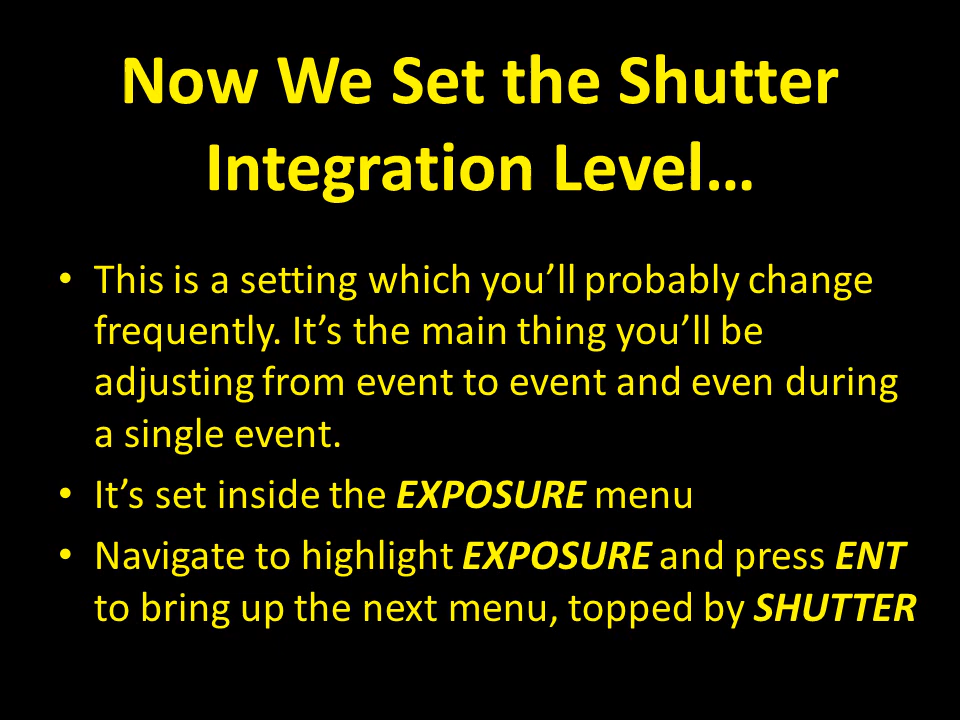 Now We Set the Shutter
Integration Level…
• This is a setting which you’ll probably change
frequently. It’s the main thing you’ll be
adjusting from event to event and even during
a single event.
• It’s set inside the EXPOSURE menu
• Navigate to highlight EXPOSURE and press ENT
to bring up the next menu, topped by SHUTTER